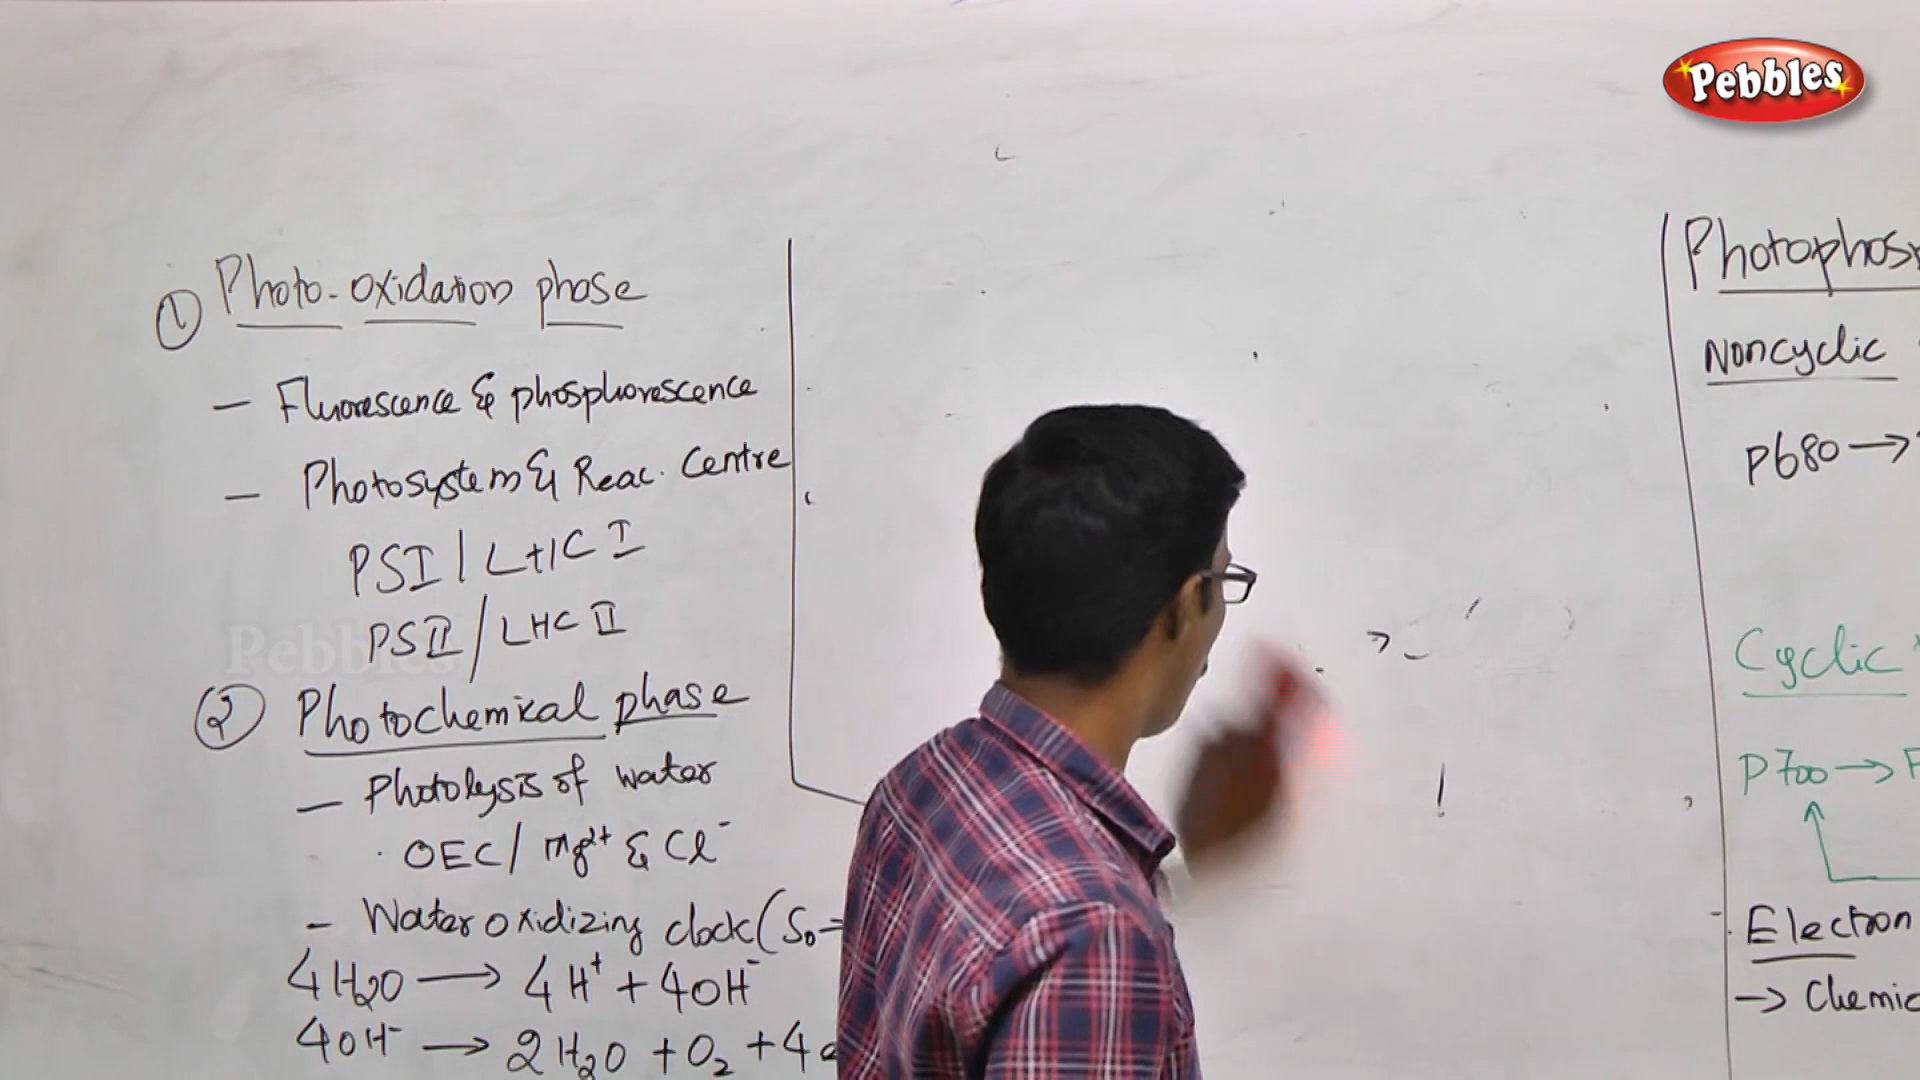 Pebbles
① Photo-oxidation phase
— Fluorescence & phosphorescence
— Photosystem & Reac. Centre
PSI / LHC I
PSII / LHC II
Pebbles
② Photochemical phase
— Photolysis of water
· OEC / Mg²⁺ & Cl⁻
– Water oxidizing clock (S₀
4H₂O → 4H⁺ + 4OH⁻
4OH⁻ → 2H₂O + O₂ + 4e
Photophosp
Noncyclic
P680 →
Cyclic
P700 → F
Electron
→ Chemic